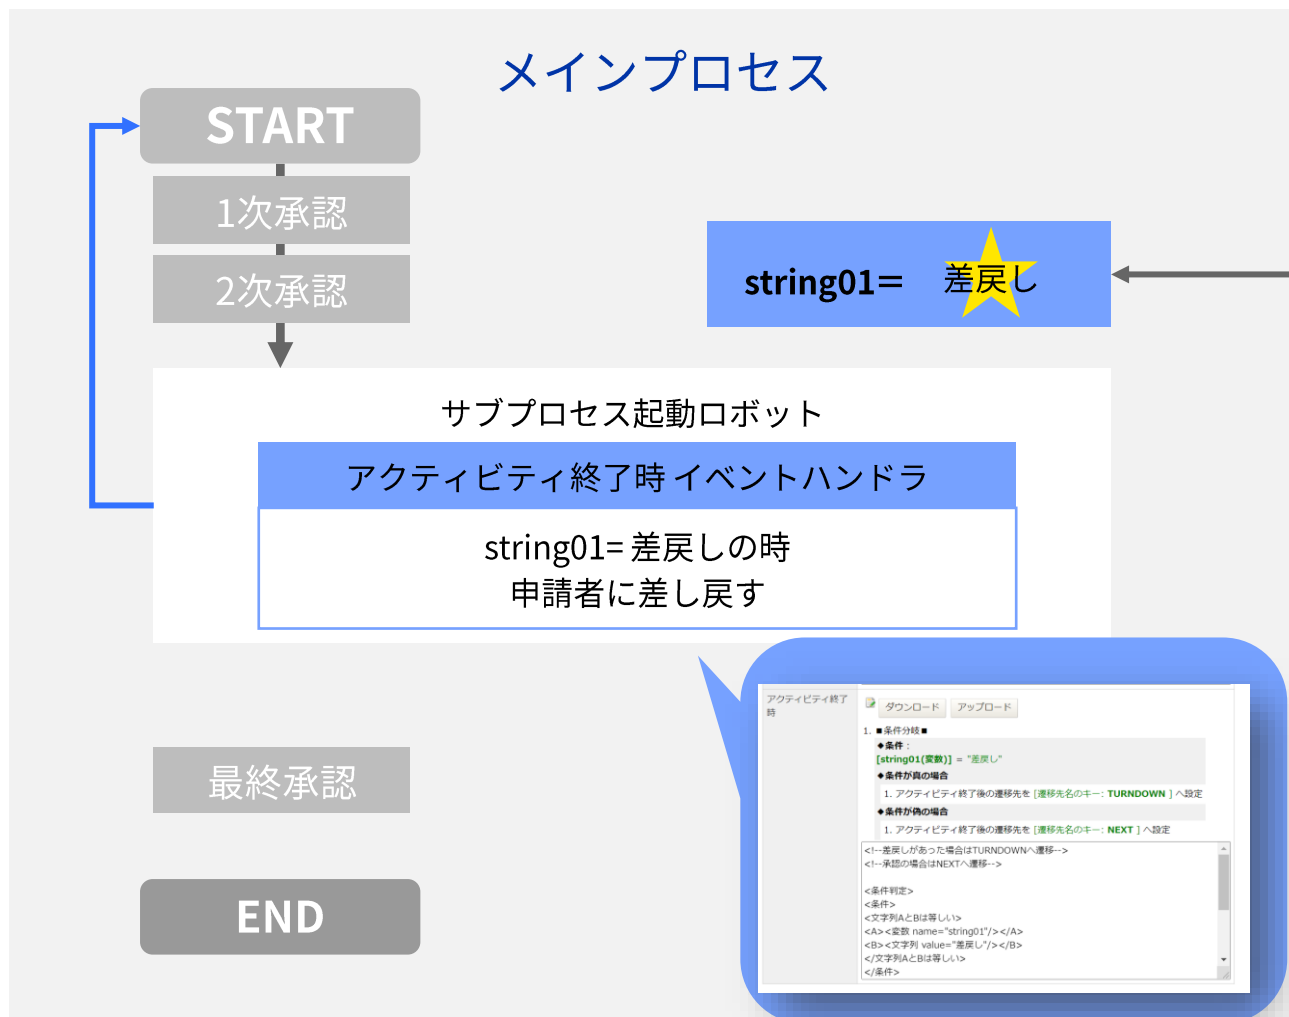 メインプロセス
START
1次承認
2次承認
string01＝ 差戻し
サブプロセス起動ロボット
アクティビティ終了時 イベントハンドラ
string01= 差戻しの時
申請者に差し戻す
アクティビティ終了
時
ダウンロード アップロード
1. ■条件分岐■
◆条件：
[string01(変数)] = "差戻し"
◆条件が真の場合
1. アクティビティ終了後の遷移先を [遷移先名のキー: TURNDOWN ] へ設定
◆条件が偽の場合
1. アクティビティ終了後の遷移先を [遷移先名のキー: NEXT ] へ設定
<!--差戻しがあった場合はTURNDOWNへ遷移-->
<!--承認の場合はNEXTへ遷移-->
<条件判定>
<条件>
<文字列AとBは等しい>
<A><変数 name="string01"/></A>
<B><文字列 value="差戻し"/></B>
</文字列AとBは等しい>
</条件>
最終承認
END